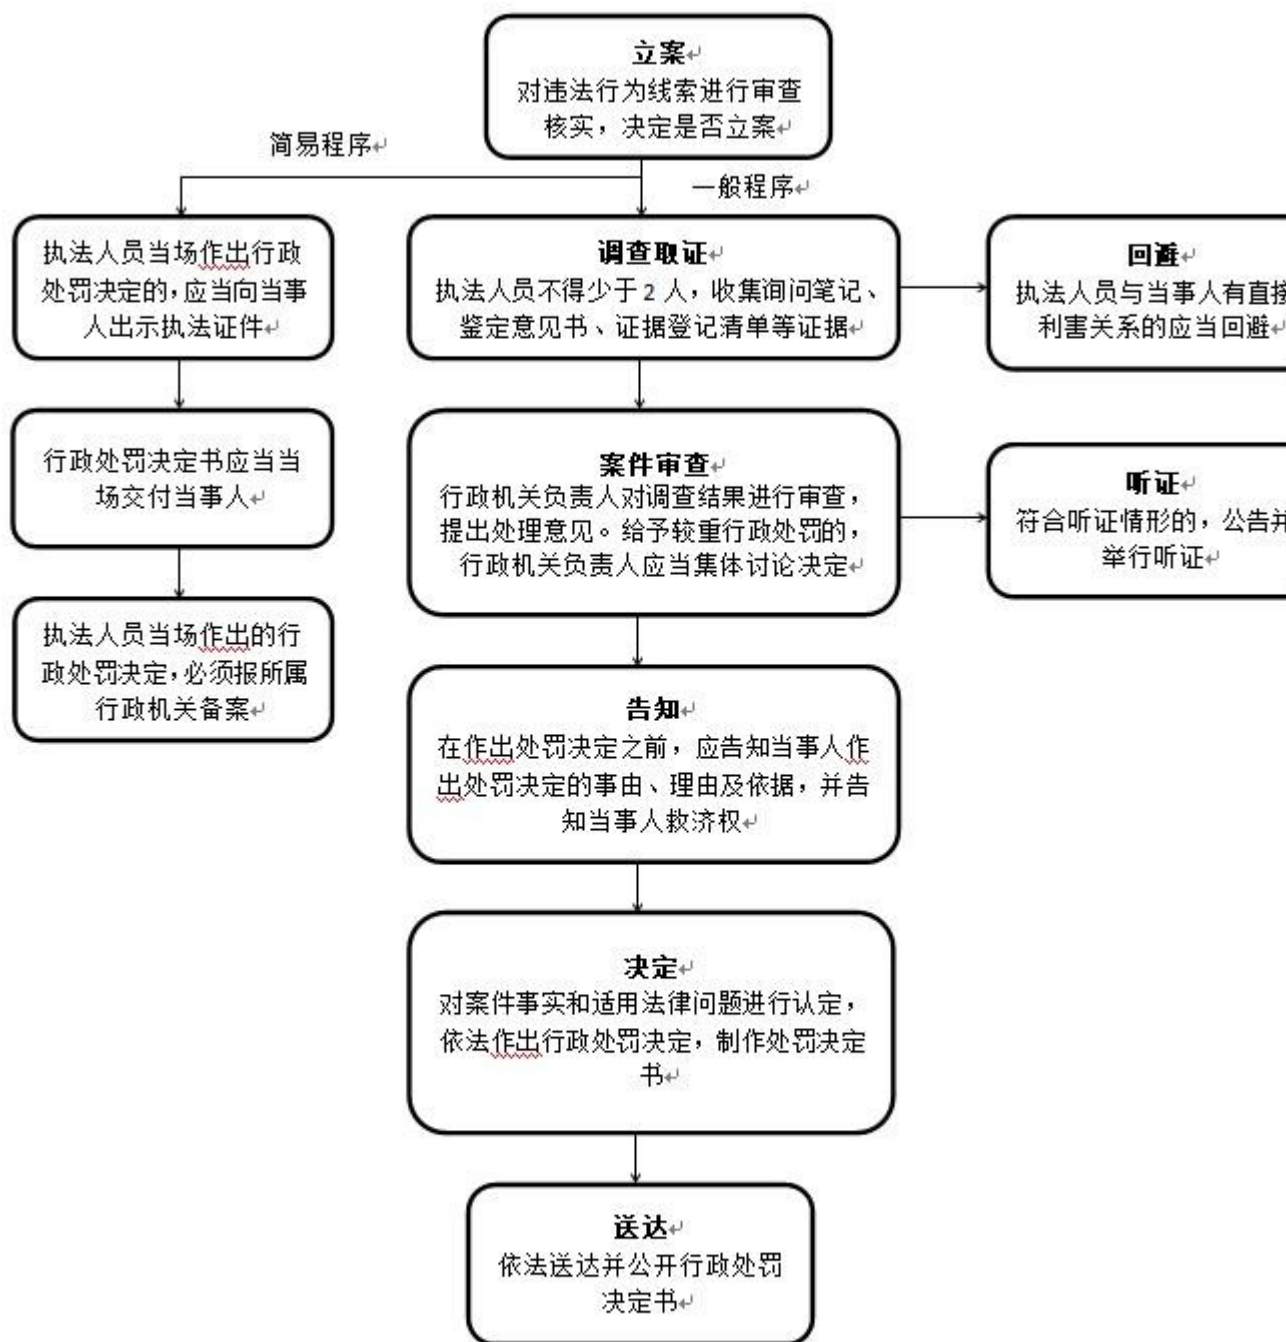 立案
对违法行为线索进行审查
核实，决定是否立案
简易程序
一般程序
执法人员当场作出行政
处罚决定的，应当向当事
人出示执法证件
调查取证
执法人员不得少于 2 人，收集询问笔记、
鉴定意见书、证据登记清单等证据
回避
执法人员与当事人有直接
利害关系的应当回避
行政处罚决定书应当当
场交付当事人
案件审查
行政机关负责人对调查结果进行审查，
提出处理意见。给予较重行政处罚的，
行政机关负责人应当集体讨论决定
听证
符合听证情形的，公告并
举行听证
执法人员当场作出的行
政处罚决定，必须报所属
行政机关备案
告知
在作出处罚决定之前，应告知当事人作
出处罚决定的事由、理由及依据，并告
知当事人救济权
决定
对案件事实和适用法律问题进行认定，
依法作出行政处罚决定，制作处罚决定
书
送达
依法送达并公开行政处罚
决定书